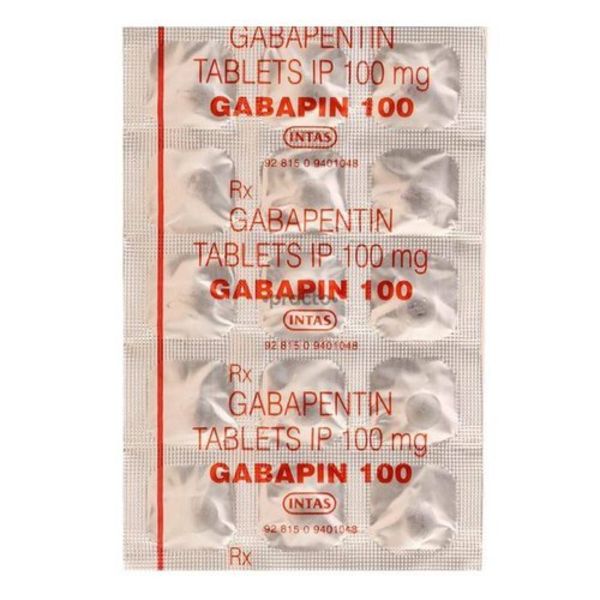 GABAPENTIN
TABLETS IP 100 mg
GABAPIN 100
INTAS
92 815 0 9401048
Rx
GABAPENTIN
TABLETS IP 100 mg
GABAPIN 100
practo
INTAS
92 815 0 9401048
Rx
GABAPENTIN
TABLETS IP 100 mg
GABAPIN 100
INTAS
92 815 0 9401048
Rx